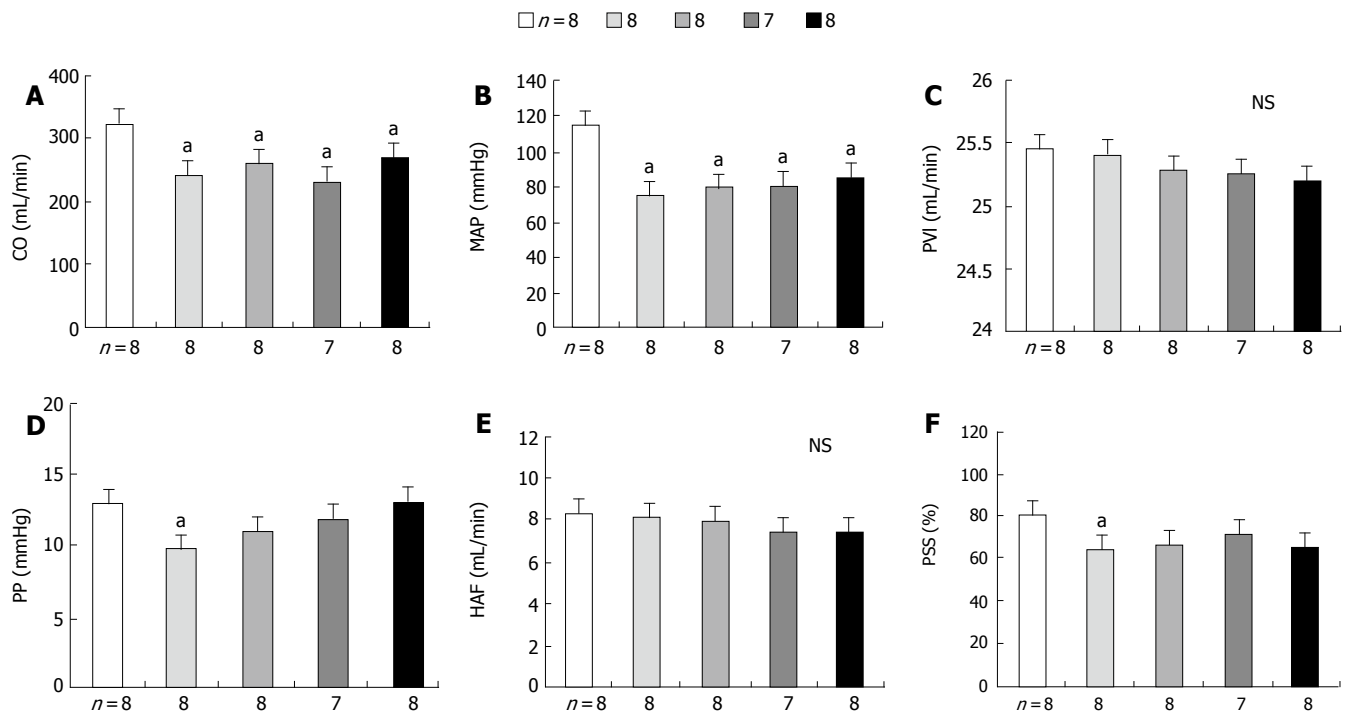 n=8 8 8 7 8
A
400
300
200
100
0
CO (mL/min)
a a a a
n=8 8 8 7 8
B
140
120
100
80
60
40
20
0
MAP (mmHg)
a a a a
n=8 8 8 7 8
C
26
25.5
25
24.5
24
PVI (mL/min)
NS
n=8 8 8 7 8
D
20
15
10
5
0
PP (mmHg)
a
n=8 8 8 7 8
E
12
10
8
6
4
2
0
HAF (mL/min)
NS
n=8 8 8 7 8
F
120
100
80
60
40
20
0
PSS (%)
a
n=8 8 8 7 8